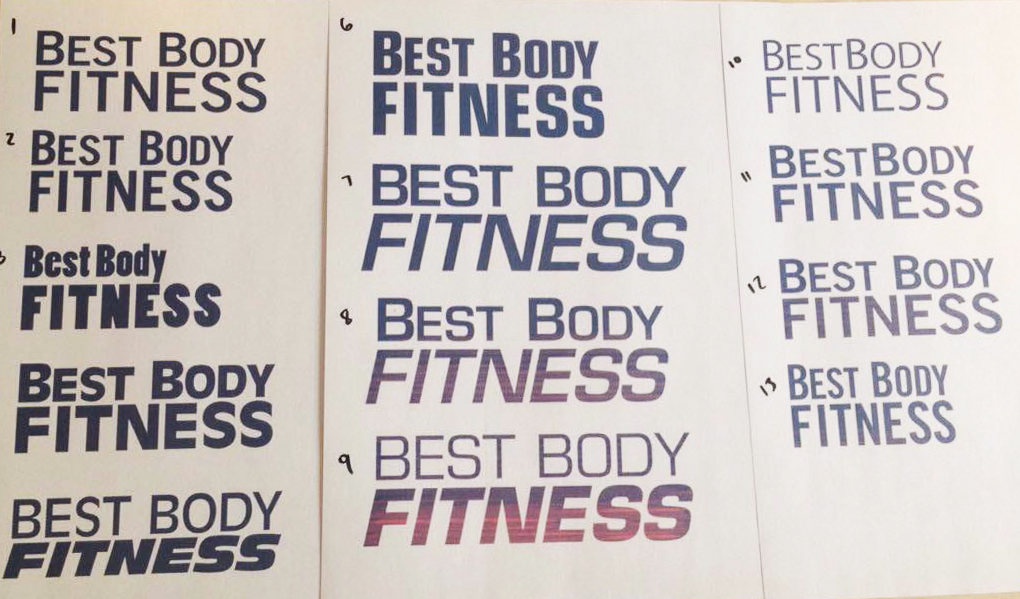 1
BEST BODY
FITNESS
2
BEST BODY
FITNESS
3
Best Body
FITNESS
BEST BODY
FITNESS
BEST BODY
FITNESS
6
BEST BODY
FITNESS
7
BEST BODY
FITNESS
8
BEST BODY
FITNESS
9
BEST BODY
FITNESS
10
BESTBODY
FITNESS
11
BESTBODY
FITNESS
12
BEST BODY
FITNESS
13
BEST BODY
FITNESS